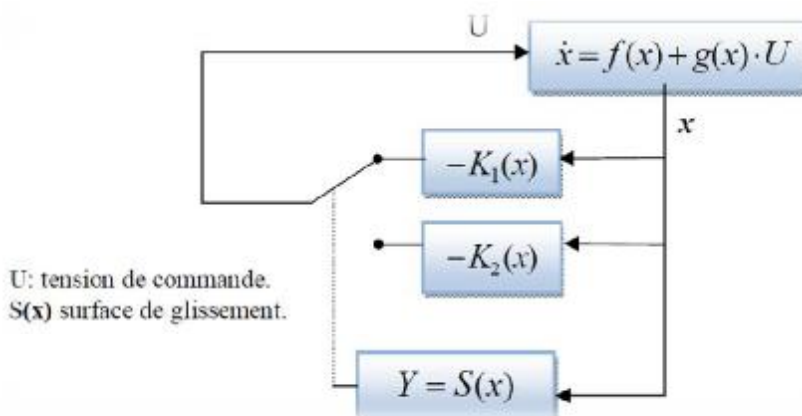 U
ẋ = f(x) + g(x)·U
x
−K₁(x)
−K₂(x)
U: tension de commande.
S(x) surface de glissement.
Y = S(x)